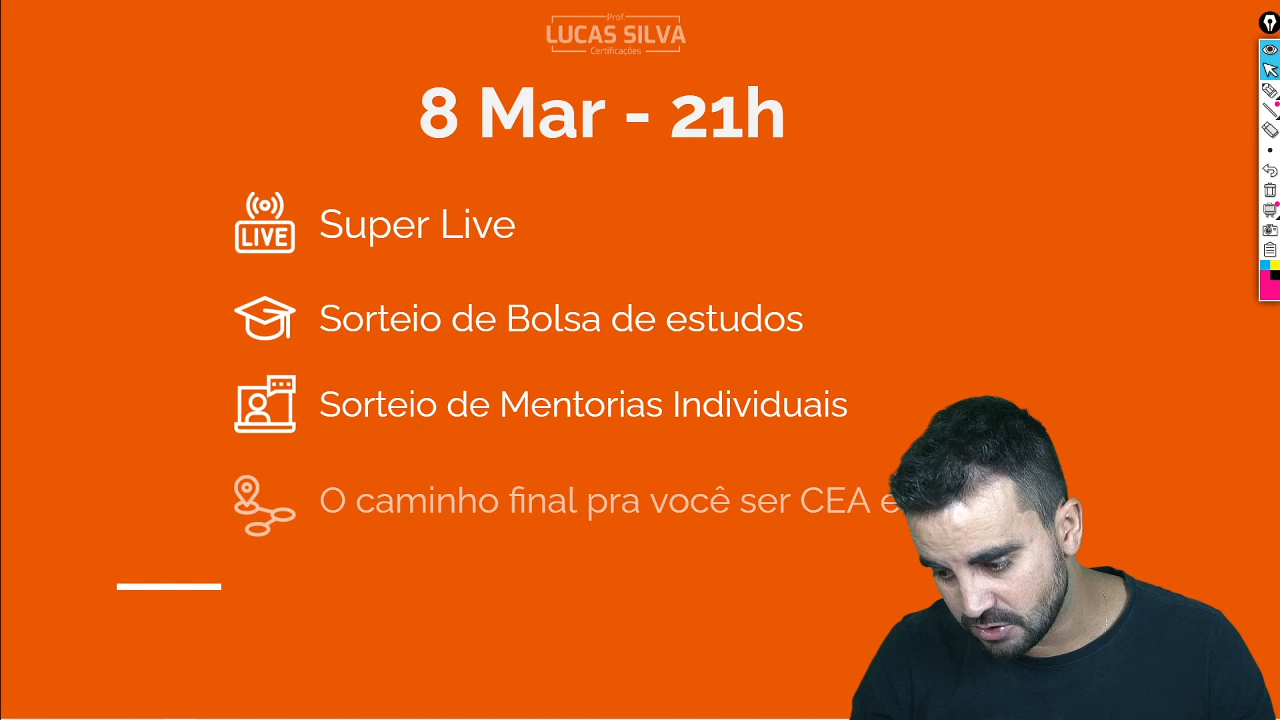 Prof.
LUCAS SILVA
Certificações
8 Mar - 21h
LIVE
Super Live
Sorteio de Bolsa de estudos
Sorteio de Mentorias Individuais
O caminho final pra você ser CEA e